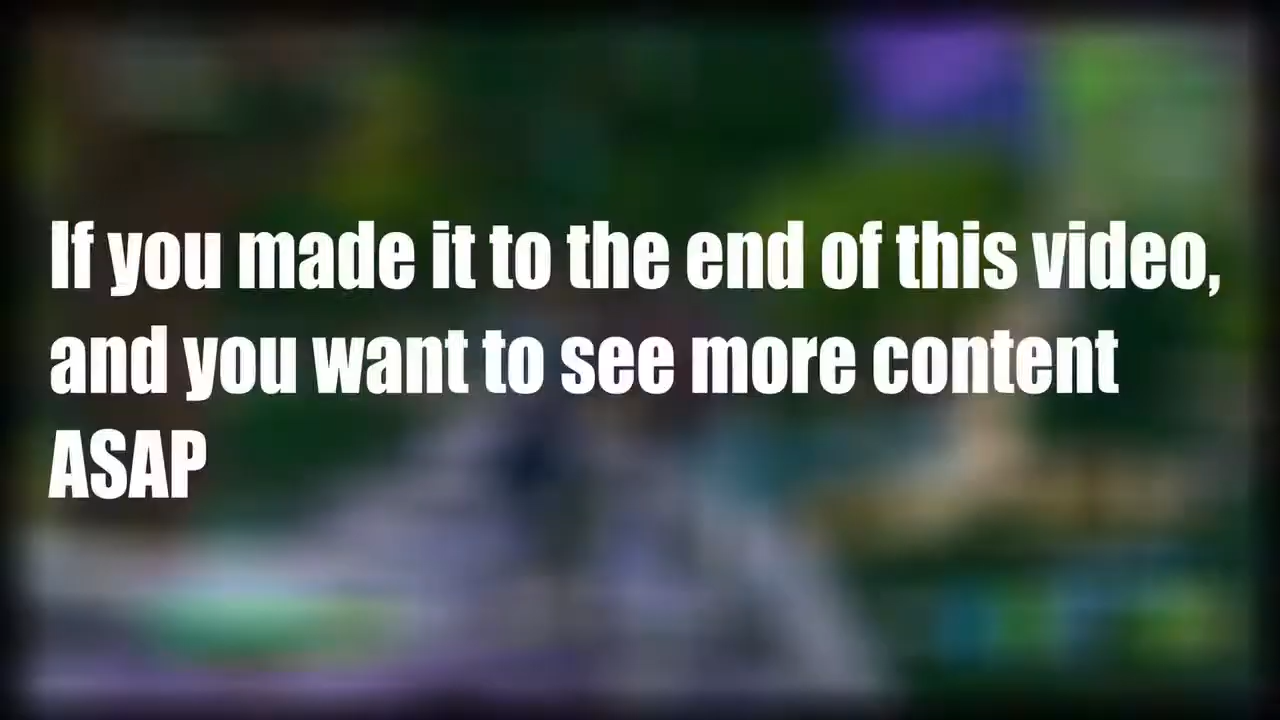 If you made it to the end of this video,
and you want to see more content
ASAP